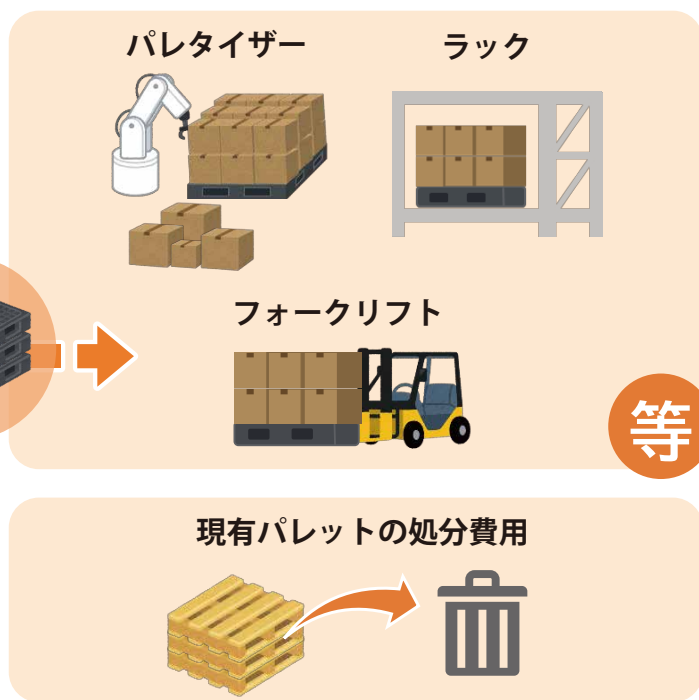 パレタイザー
ラック
フォークリフト
等
現有パレットの処分費用